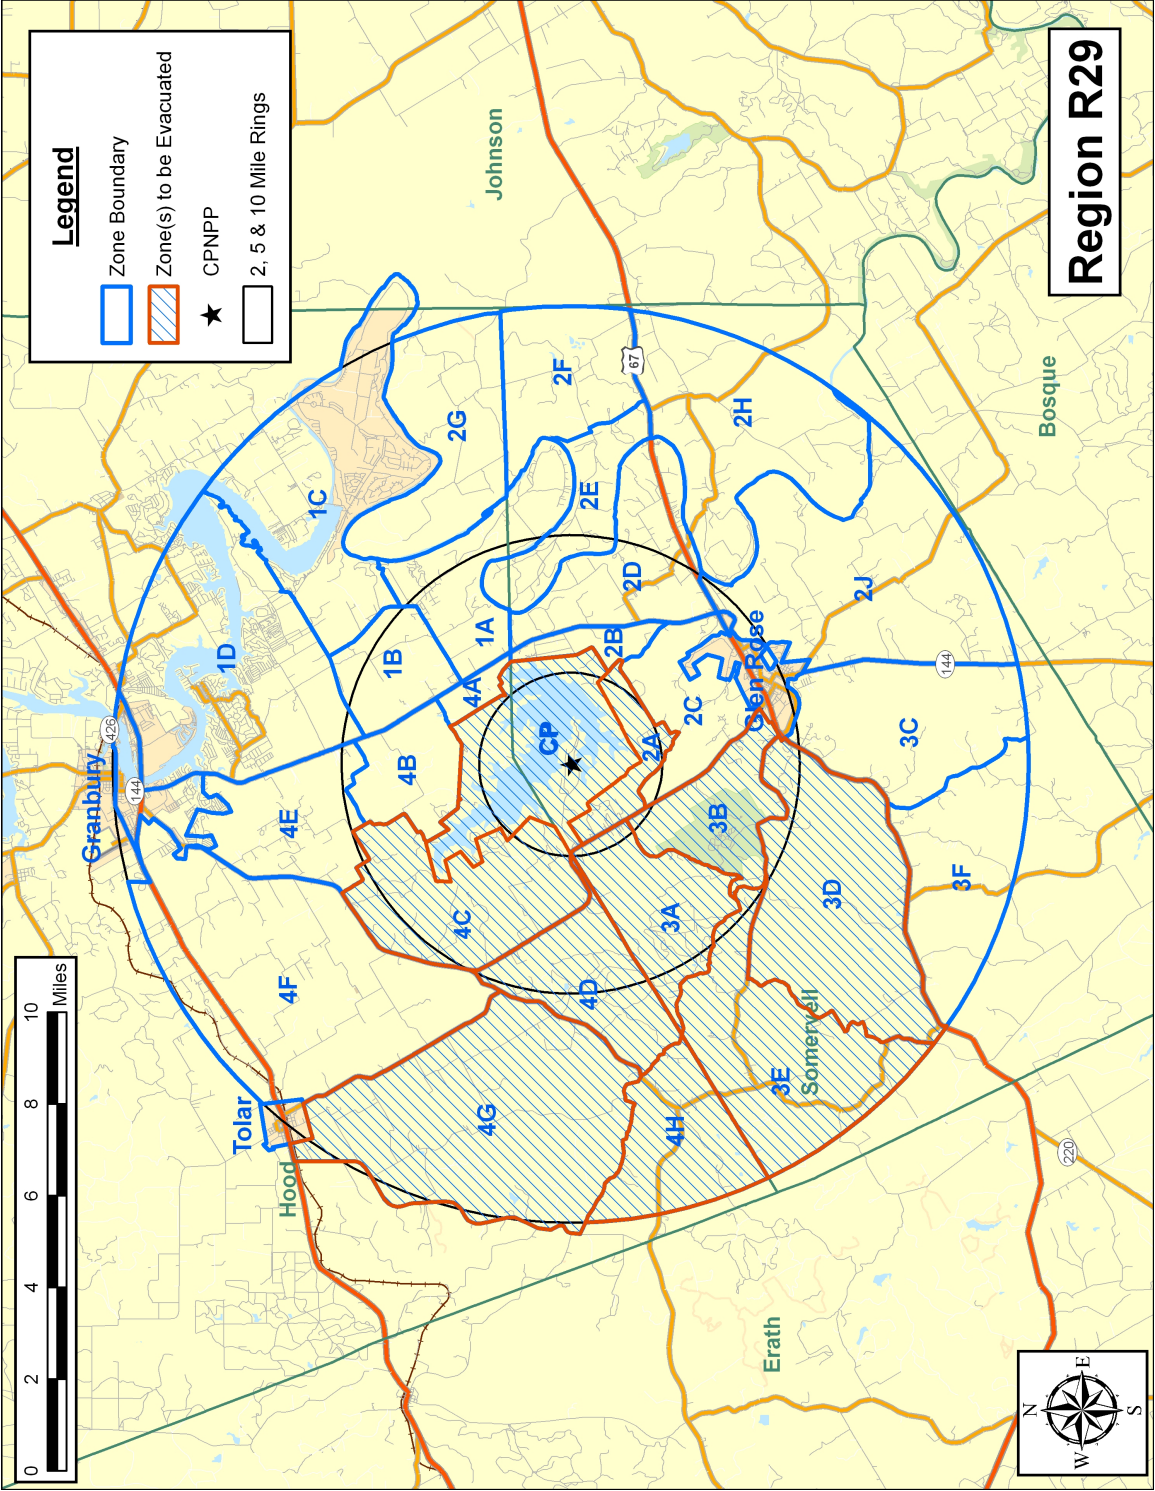 Legend
Zone Boundary
Zone(s) to be Evacuated
CPNPP
2, 5 & 10 Mile Rings
Region R29
0 2 4 6 8 10
Miles
N
W E
S
Granbury
Tolar
Glen Rose
Hood
Johnson
Bosque
Somervell
Erath
CP
1A
1B
1C
1D
2A
2B
2C
2D
2E
2F
2G
2H
2J
3A
3B
3C
3D
3E
3F
4A
4B
4C
4D
4E
4F
4G
4H
426
144
67
144
220